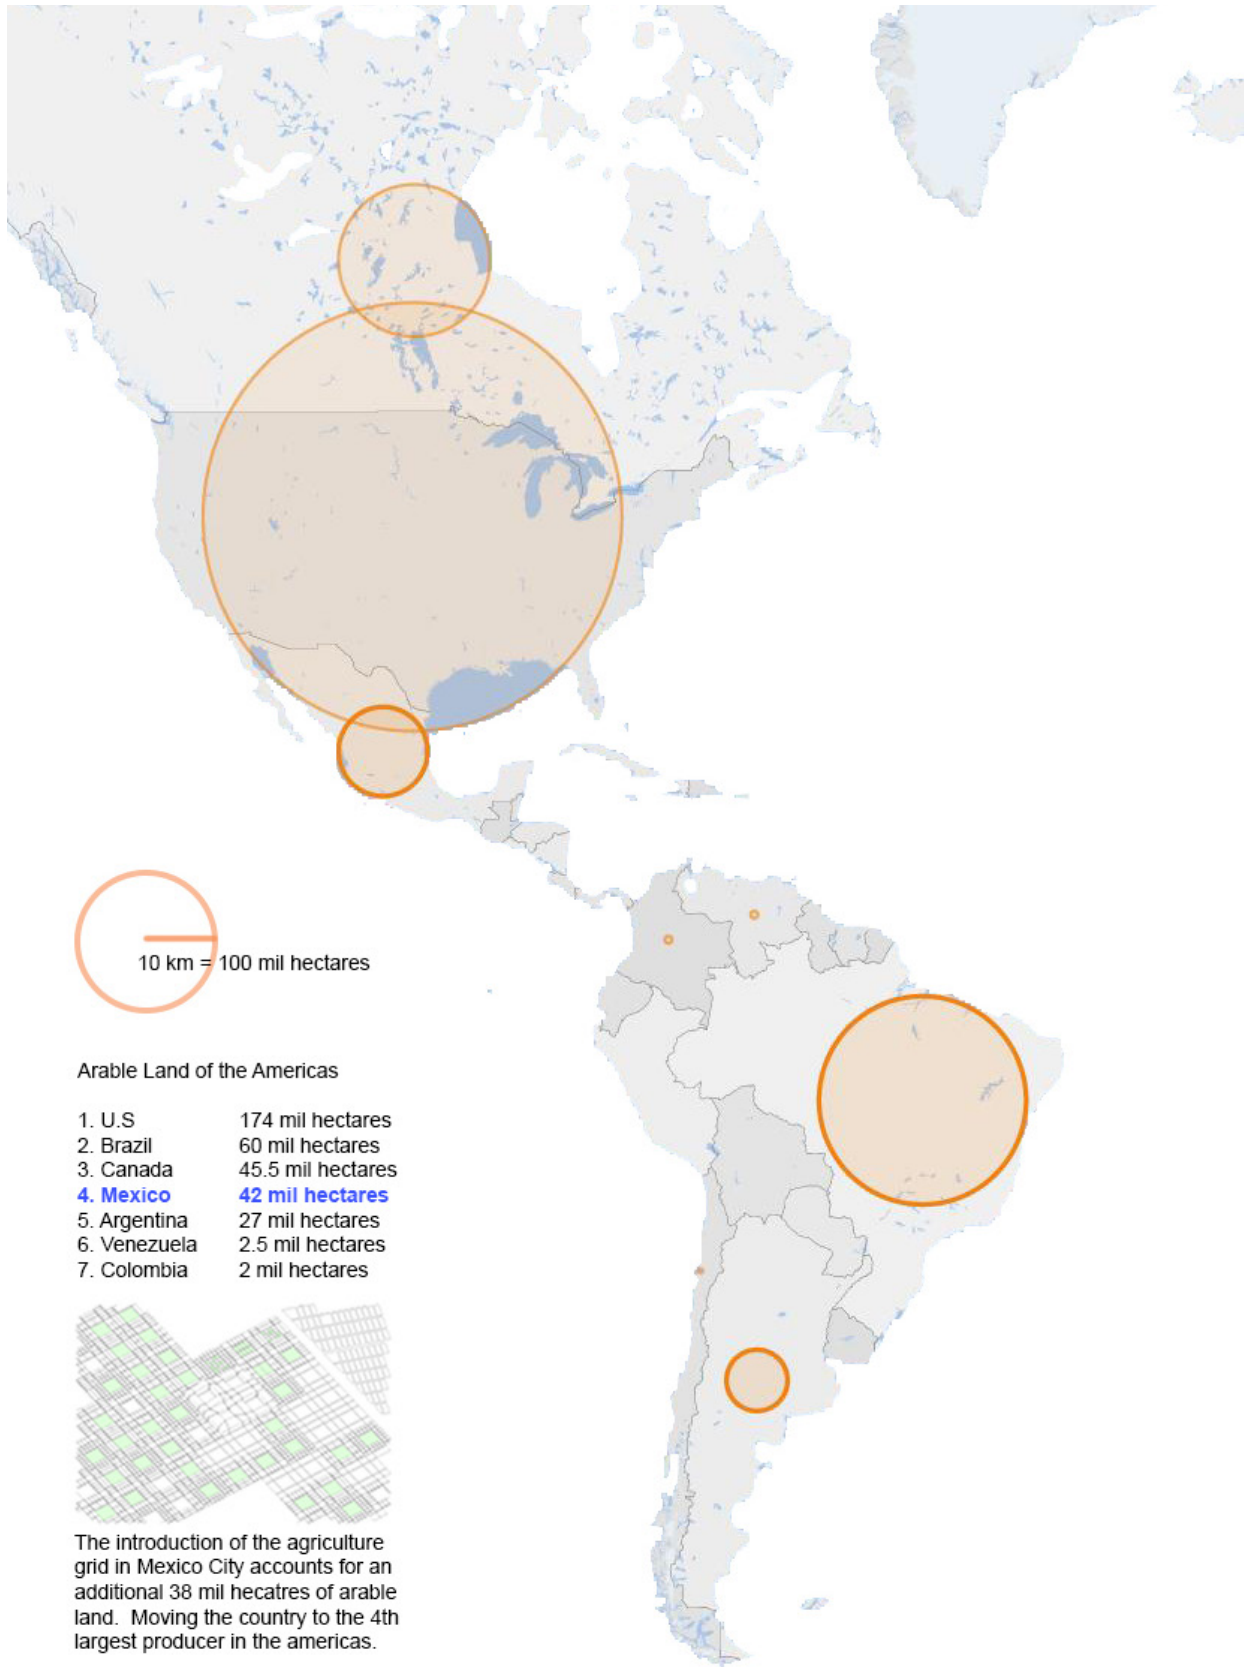 10 km = 100 mil hectares
Arable Land of the Americas
1. U.S 174 mil hectares
2. Brazil 60 mil hectares
3. Canada 45.5 mil hectares
4. Mexico 42 mil hectares
5. Argentina 27 mil hectares
6. Venezuela 2.5 mil hectares
7. Colombia 2 mil hectares
The introduction of the agriculture
grid in Mexico City accounts for an
additional 38 mil hecatres of arable
land.  Moving the country to the 4th
largest producer in the americas.